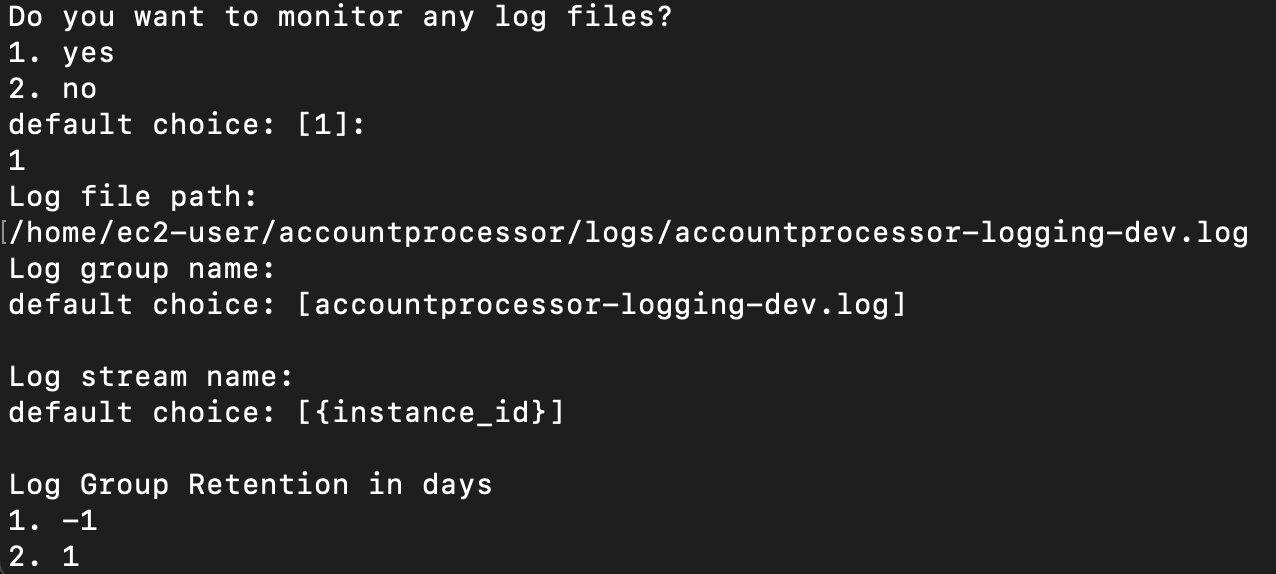 Do you want to monitor any log files?
1. yes
2. no
default choice: [1]:
1
Log file path:
[/home/ec2-user/accountprocessor/logs/accountprocessor-logging-dev.log
Log group name:
default choice: [accountprocessor-logging-dev.log]
Log stream name:
default choice: [{instance_id}]
Log Group Retention in days
1. -1
2. 1